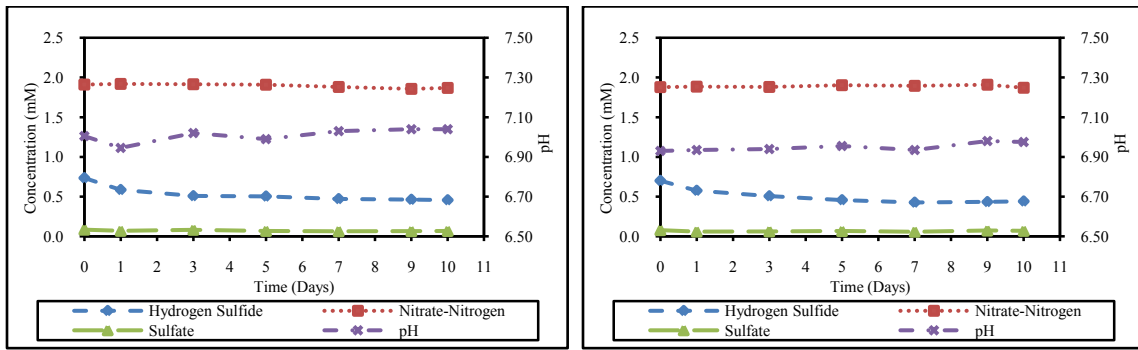 2.5
2.0
1.5
1.0
0.5
0.0
Concentration (mM)
7.50
7.30
7.10
6.90
6.70
6.50
pH
0 1 2 3 4 5 6 7 8 9 10 11
Time (Days)
Hydrogen Sulfide Nitrate-Nitrogen
Sulfate pH
2.5
2.0
1.5
1.0
0.5
0.0
Concentration (mM)
7.50
7.30
7.10
6.90
6.70
6.50
pH
0 1 2 3 4 5 6 7 8 9 10 11
Time (Days)
Hydrogen Sulfide Nitrate-Nitrogen
Sulfate pH